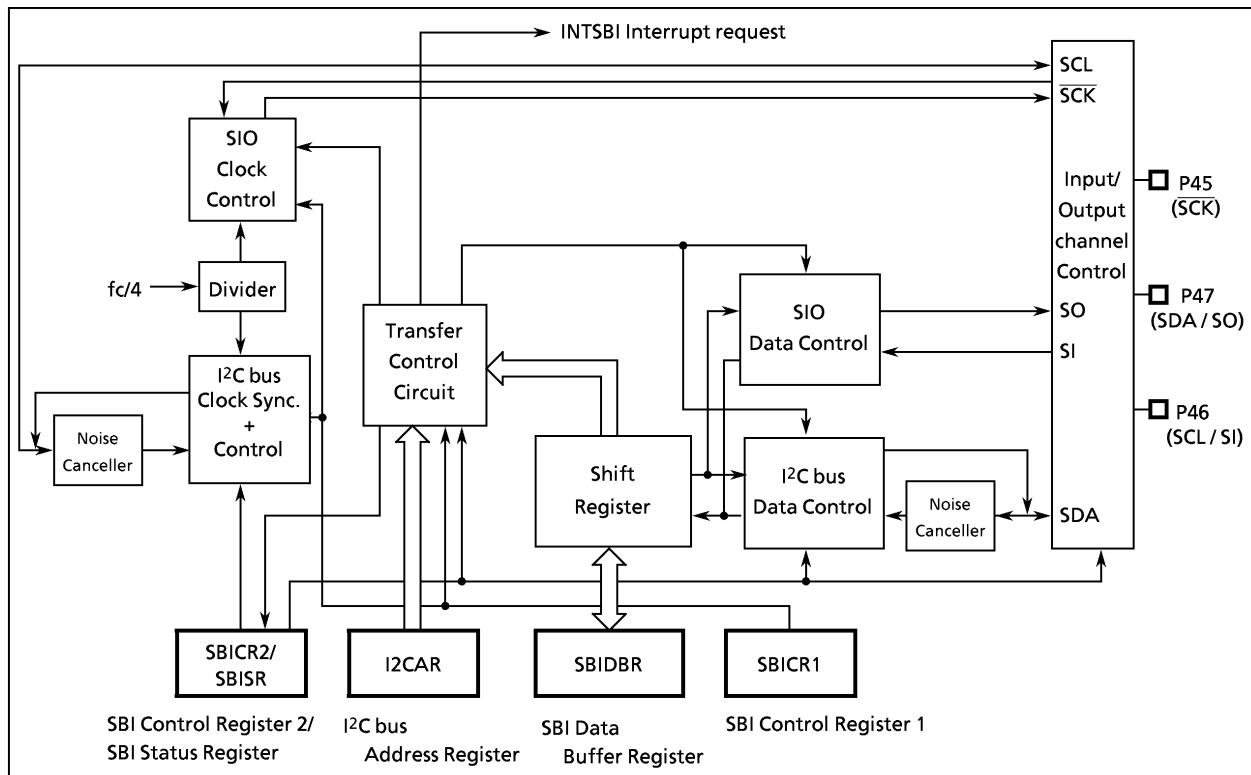 INTSBI Interrupt request
SCL
SCK
SIO
Clock
Control
Input/
Output
channel
Control
P45
(SCK)
fc/4
Divider
P47
(SDA / SO)
SO
SI
SIO
Data Control
Transfer
Control
Circuit
I²C bus
Clock Sync.
+
Control
P46
(SCL / SI)
Noise
Canceller
Shift
Register
I²C bus
Data Control
Noise
Canceller
SDA
SBICR2/
SBISR
I2CAR
SBIDBR
SBICR1
SBI Control Register 2/
SBI Status Register
I²C bus
Address Register
SBI Data
Buffer Register
SBI Control Register 1